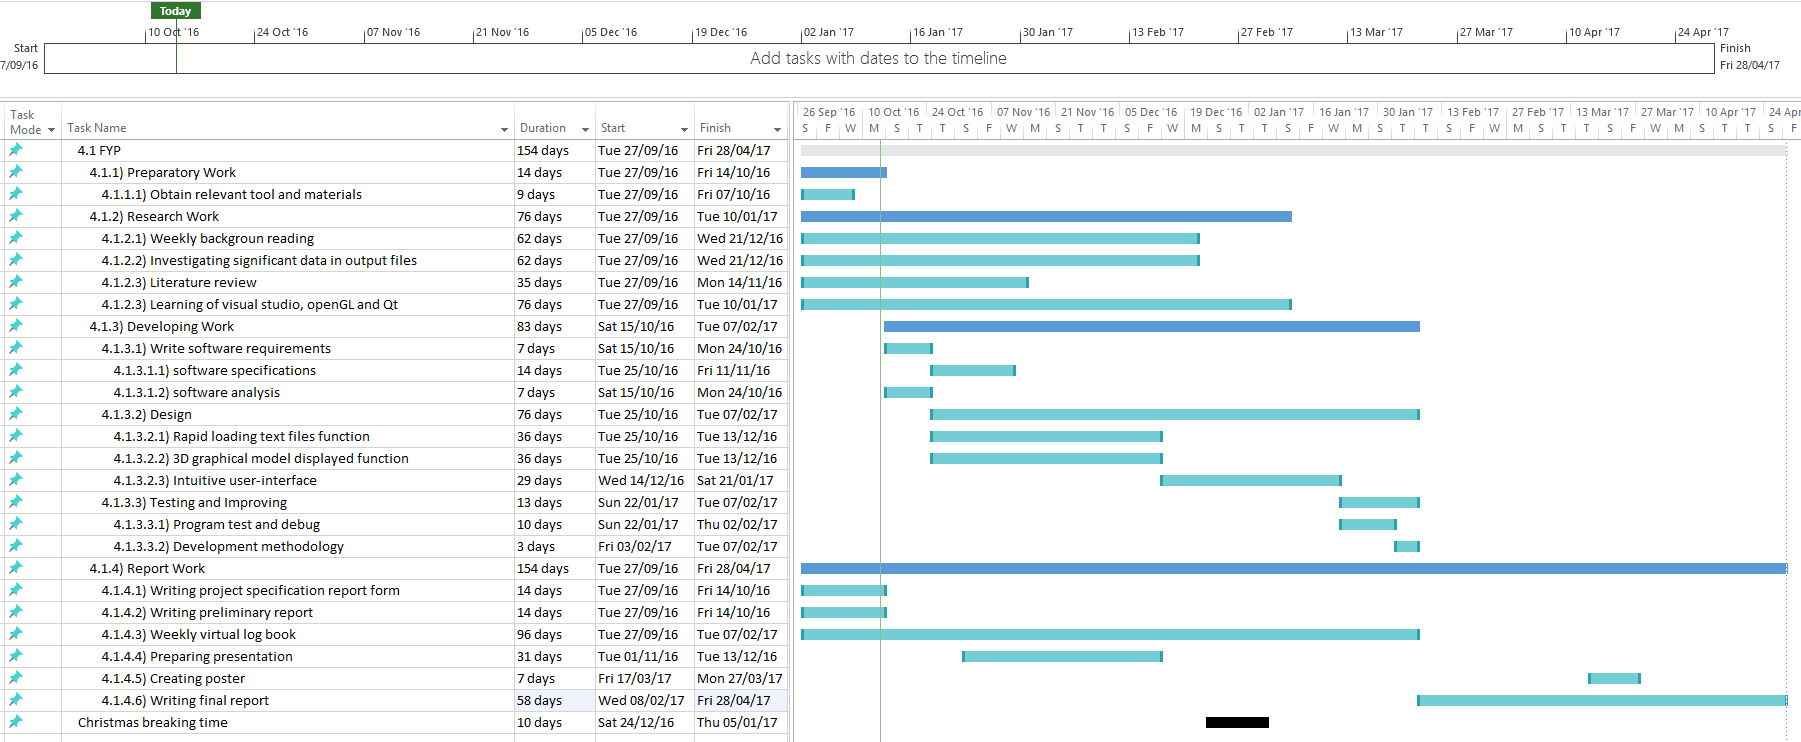 Today
10 Oct '16 24 Oct '16 07 Nov '16 21 Nov '16 05 Dec '16 19 Dec '16 02 Jan '17 16 Jan '17 30 Jan '17 13 Feb '17 27 Feb '17 13 Mar '17 27 Mar '17 10 Apr '17 24 Apr '17
Start
7/09/16
Add tasks with dates to the timeline
Finish
Fri 28/04/17
Task Mode Task Name Duration Start Finish
26 Sep '16 10 Oct '16 24 Oct '16 07 Nov '16 21 Nov '16 05 Dec '16 19 Dec '16 02 Jan '17 16 Jan '17 30 Jan '17 13 Feb '17 27 Feb '17 13 Mar '17 27 Mar '17 10 Apr '17 24 Apr
S F W M S T T S F W M S T T S F W M S T T S F W M S T T S F W M S T T S F W M S T T S F
4.1 FYP 154 days Tue 27/09/16 Fri 28/04/17
4.1.1) Preparatory Work 14 days Tue 27/09/16 Fri 14/10/16
4.1.1.1) Obtain relevant tool and materials 9 days Tue 27/09/16 Fri 07/10/16
4.1.2) Research Work 76 days Tue 27/09/16 Tue 10/01/17
4.1.2.1) Weekly backgroun reading 62 days Tue 27/09/16 Wed 21/12/16
4.1.2.2) Investigating significant data in output files 62 days Tue 27/09/16 Wed 21/12/16
4.1.2.3) Literature review 35 days Tue 27/09/16 Mon 14/11/16
4.1.2.3) Learning of visual studio, openGL and Qt 76 days Tue 27/09/16 Tue 10/01/17
4.1.3) Developing Work 83 days Sat 15/10/16 Tue 07/02/17
4.1.3.1) Write software requirements 7 days Sat 15/10/16 Mon 24/10/16
4.1.3.1.1) software specifications 14 days Tue 25/10/16 Fri 11/11/16
4.1.3.1.2) software analysis 7 days Sat 15/10/16 Mon 24/10/16
4.1.3.2) Design 76 days Tue 25/10/16 Tue 07/02/17
4.1.3.2.1) Rapid loading text files function 36 days Tue 25/10/16 Tue 13/12/16
4.1.3.2.2) 3D graphical model displayed function 36 days Tue 25/10/16 Tue 13/12/16
4.1.3.2.3) Intuitive user-interface 29 days Wed 14/12/16 Sat 21/01/17
4.1.3.3) Testing and Improving 13 days Sun 22/01/17 Tue 07/02/17
4.1.3.3.1) Program test and debug 10 days Sun 22/01/17 Thu 02/02/17
4.1.3.3.2) Development methodology 3 days Fri 03/02/17 Tue 07/02/17
4.1.4) Report Work 154 days Tue 27/09/16 Fri 28/04/17
4.1.4.1) Writing project specification report form 14 days Tue 27/09/16 Fri 14/10/16
4.1.4.2) Writing preliminary report 14 days Tue 27/09/16 Fri 14/10/16
4.1.4.3) Weekly virtual log book 96 days Tue 27/09/16 Tue 07/02/17
4.1.4.4) Preparing presentation 31 days Tue 01/11/16 Tue 13/12/16
4.1.4.5) Creating poster 7 days Fri 17/03/17 Mon 27/03/17
4.1.4.6) Writing final report 58 days Wed 08/02/17 Fri 28/04/17
Christmas breaking time 10 days Sat 24/12/16 Thu 05/01/17